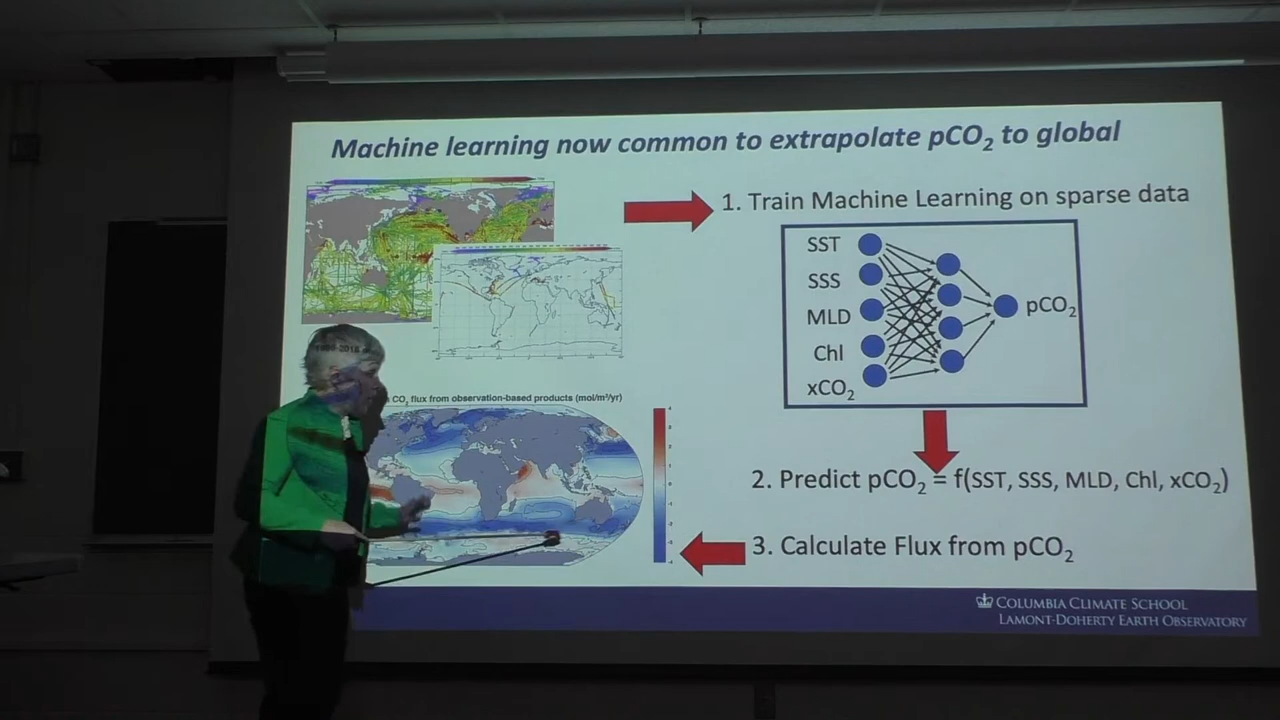 Machine learning now common to extrapolate pCO₂ to global
1. Train Machine Learning on sparse data
SST
SSS
MLD
Chl
xCO₂
pCO₂
2018
CO₂ flux from observation-based products (mol/m²/yr)
2. Predict pCO₂ = f(SST, SSS, MLD, Chl, xCO₂)
3. Calculate Flux from pCO₂
COLUMBIA CLIMATE SCHOOL
LAMONT-DOHERTY EARTH OBSERVATORY